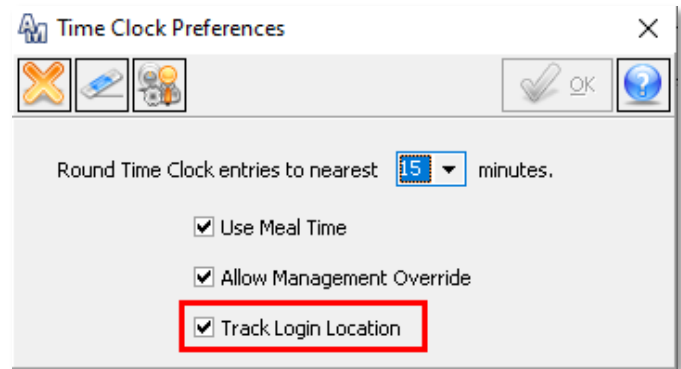 AM Time Clock Preferences
OK
Round Time Clock entries to nearest 15 minutes.
Use Meal Time
Allow Management Override
Track Login Location